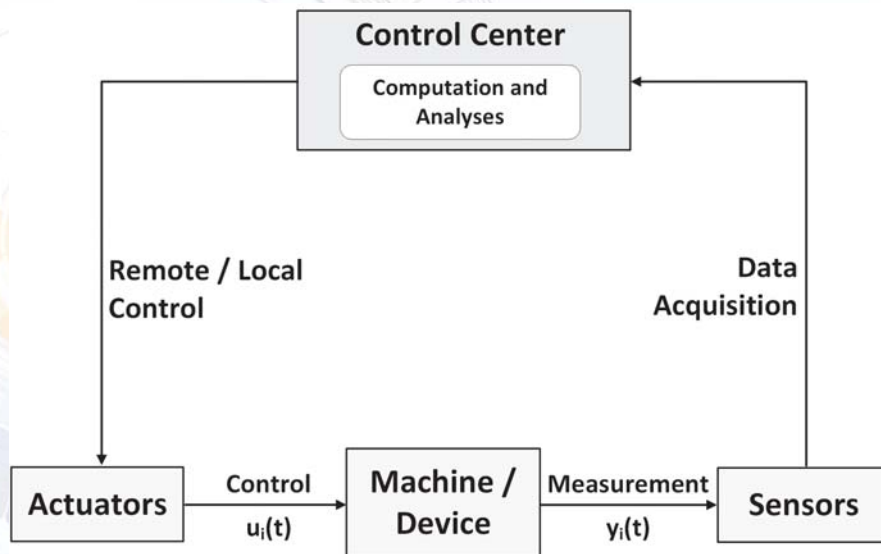 Control Center
Computation and
Analyses
Remote / Local
Control
Data
Acquisition
Actuators
Control
uᵢ(t)
Machine /
Device
Measurement
yᵢ(t)
Sensors